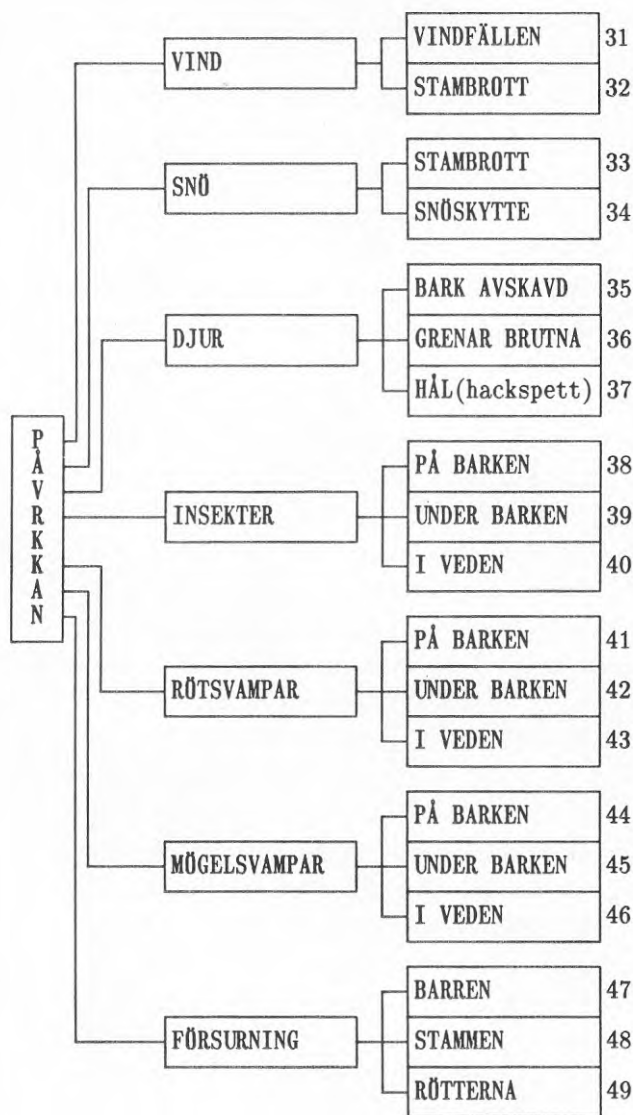 VIND
VINDFÄLLEN 31
STAMBROTT 32
SNÖ
STAMBROTT 33
SNÖSKYTTE 34
DJUR
BARK AVSKAVD 35
GRENAR BRUTNA 36
HÅL(hackspett) 37
PÅVRKKAN
INSEKTER
PÅ BARKEN 38
UNDER BARKEN 39
I VEDEN 40
RÖTSVAMPAR
PÅ BARKEN 41
UNDER BARKEN 42
I VEDEN 43
MÖGELSVAMPAR
PÅ BARKEN 44
UNDER BARKEN 45
I VEDEN 46
FÖRSURNING
BARREN 47
STAMMEN 48
RÖTTERNA 49